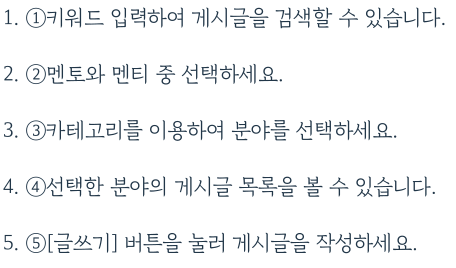 1. ①키워드 입력하여 게시글을 검색할 수 있습니다.
2. ②멘토와 멘티 중 선택하세요.
3. ③카테고리를 이용하여 분야를 선택하세요.
4. ④선택한 분야의 게시글 목록을 볼 수 있습니다.
5. ⑤[글쓰기] 버튼을 눌러 게시글을 작성하세요.